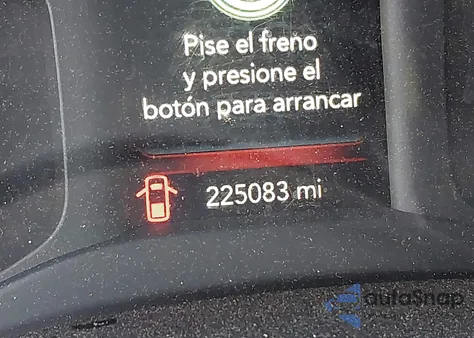 Pise el freno
y presione el
botón para arrancar
225083 mi
autoSnap